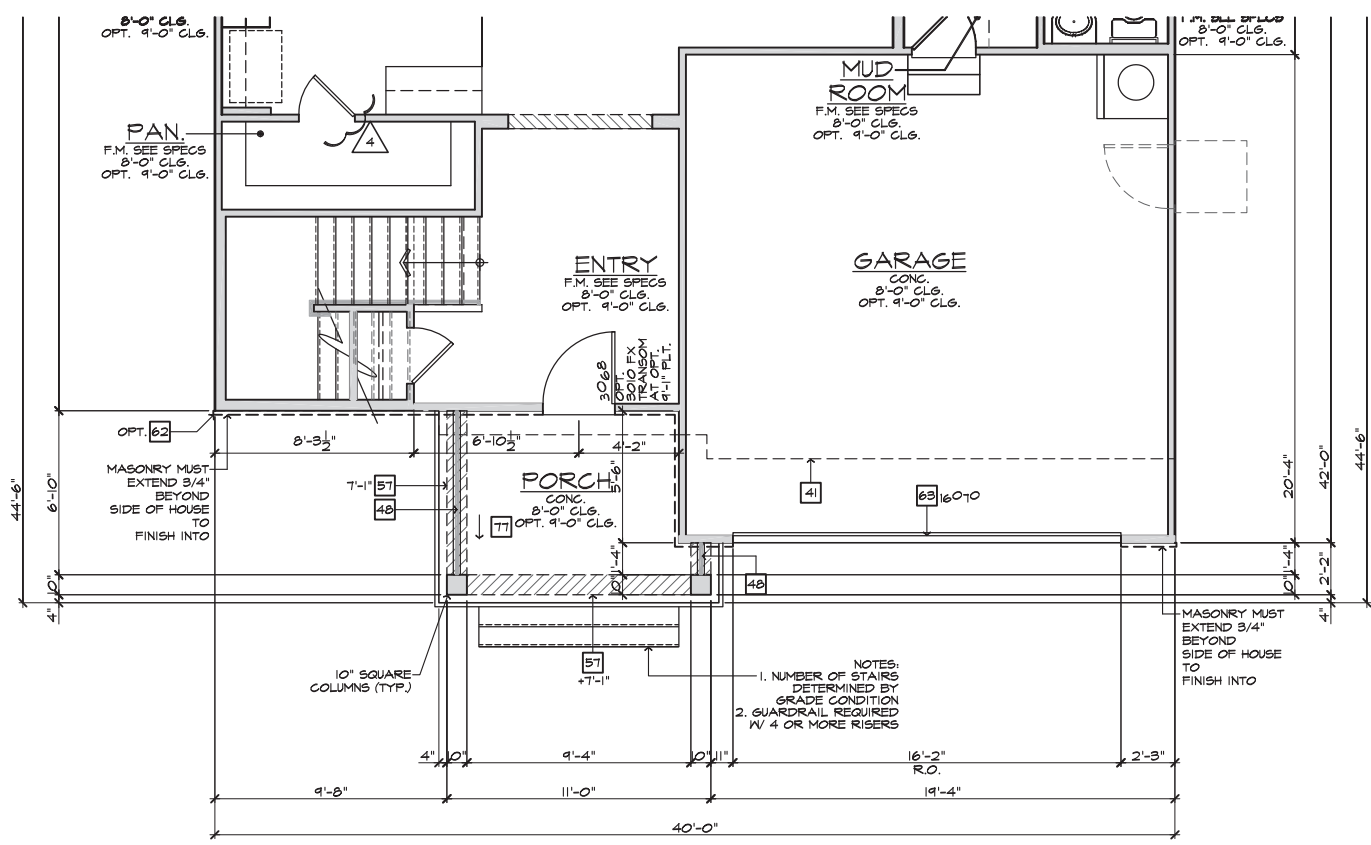 8'-0" CLG.
OPT. 9'-0" CLG.
F.M. SEE SPECS
8'-0" CLG.
OPT. 9'-0" CLG.
MUD
ROOM
F.M. SEE SPECS
8'-0" CLG.
OPT. 9'-0" CLG.
PAN.
F.M. SEE SPECS
8'-0" CLG.
OPT. 9'-0" CLG.
4
ENTRY
F.M. SEE SPECS
8'-0" CLG.
OPT. 9'-0" CLG.
GARAGE
CONC.
8'-0" CLG.
OPT. 9'-0" CLG.
3068
OPT.
3010 FX
TRANSOM
AT OPT.
9'-1" PLT.
OPT. 62
8'-3 1/2"
6'-10 1/2"
4'-2"
MASONRY MUST
EXTEND 3/4"
BEYOND
SIDE OF HOUSE
TO
FINISH INTO
7'-1" 57
48
77
PORCH
CONC.
8'-0" CLG.
OPT. 9'-0" CLG.
5'-6"
1'-4"
10"
41
63 16070
48
44'-6"
6'-10"
10"
4"
20'-4"
1'-4"
10"
42'-0"
2'-2"
4"
44'-6"
MASONRY MUST
EXTEND 3/4"
BEYOND
SIDE OF HOUSE
TO
FINISH INTO
57
+7'-1"
10" SQUARE
COLUMNS (TYP.)
NOTES:
1. NUMBER OF STAIRS
DETERMINED BY
GRADE CONDITION
2. GUARDRAIL REQUIRED
W/ 4 OR MORE RISERS
4"
10"
9'-4"
10"
11"
16'-2"
R.O.
2'-3"
9'-8"
11'-0"
19'-4"
40'-0"